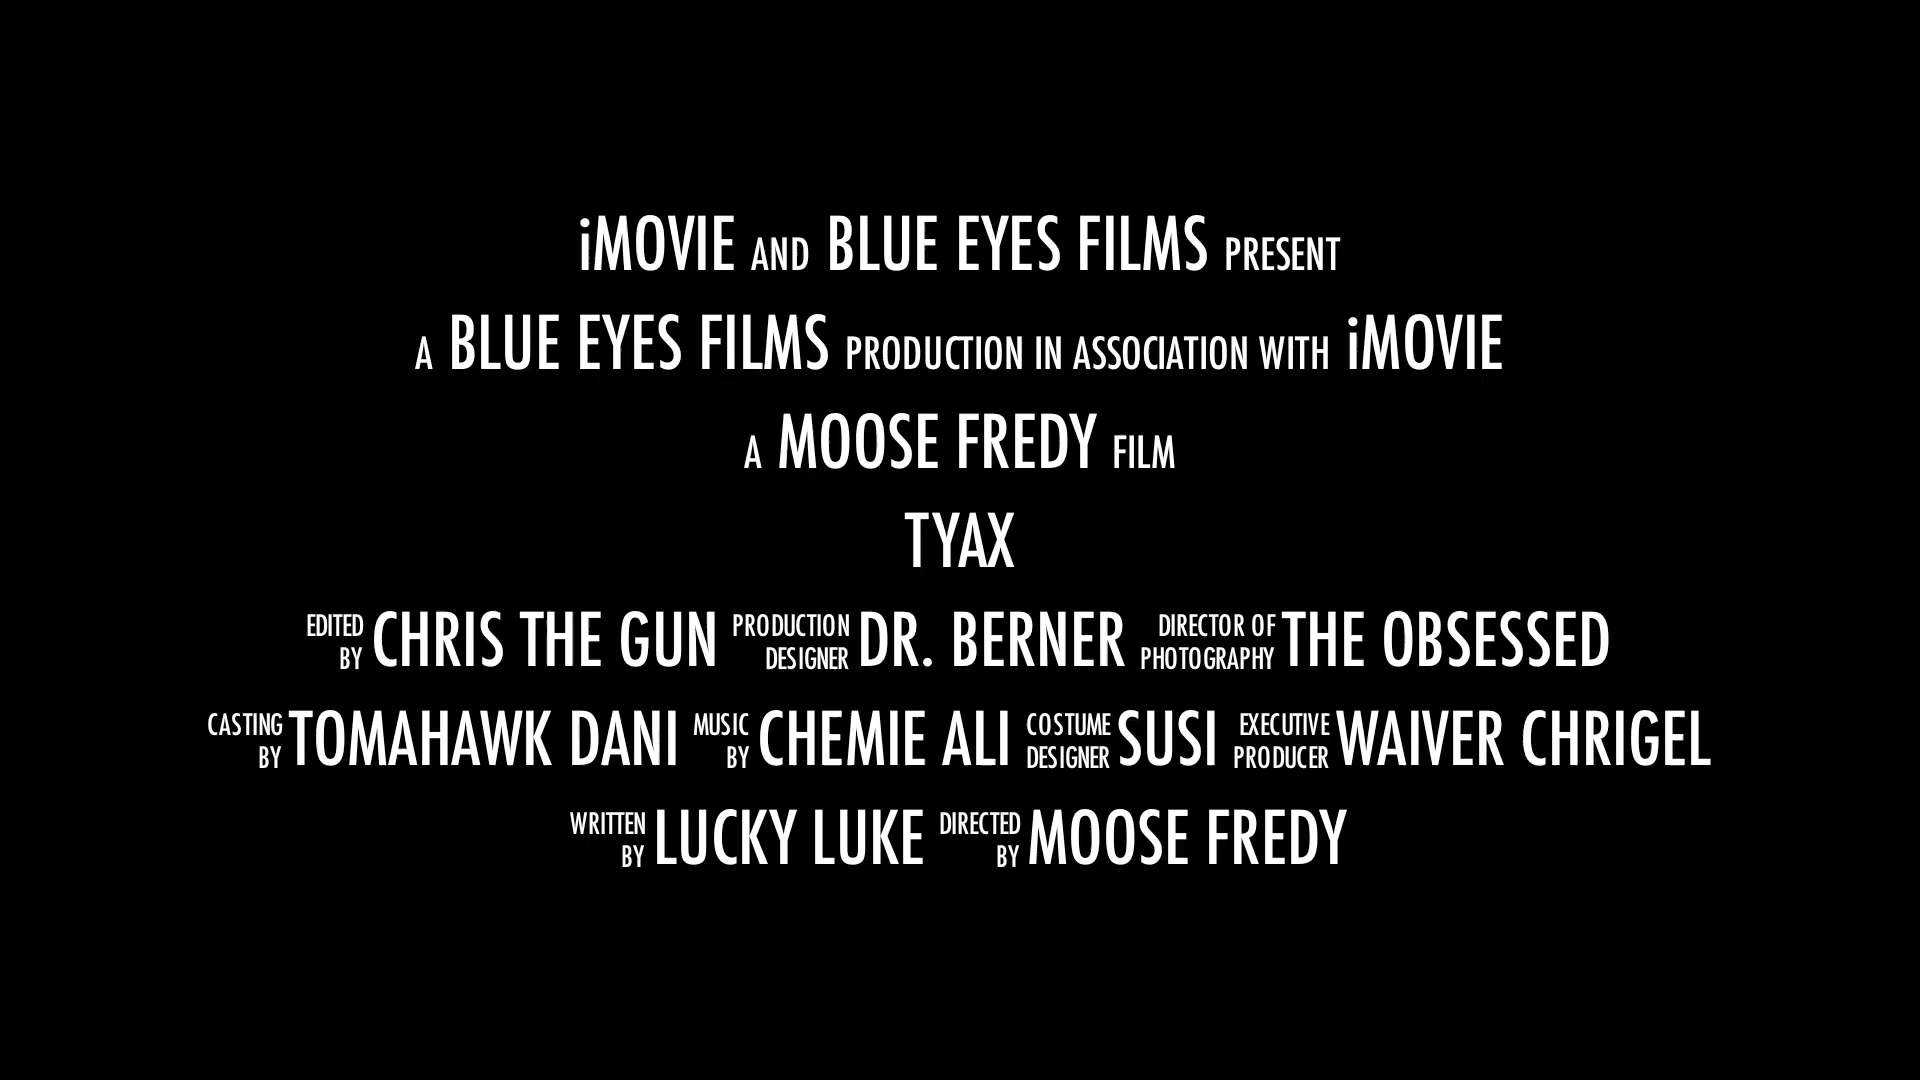 iMOVIE AND BLUE EYES FILMS PRESENT
A BLUE EYES FILMS PRODUCTION IN ASSOCIATION WITH iMOVIE
A MOOSE FREDY FILM
TYAX
EDITED BY CHRIS THE GUN PRODUCTION DESIGNER DR. BERNER DIRECTOR OF PHOTOGRAPHY THE OBSESSED
CASTING BY TOMAHAWK DANI MUSIC BY CHEMIE ALI COSTUME DESIGNER SUSI EXECUTIVE PRODUCER WAIVER CHRIGEL
WRITTEN BY LUCKY LUKE DIRECTED BY MOOSE FREDY